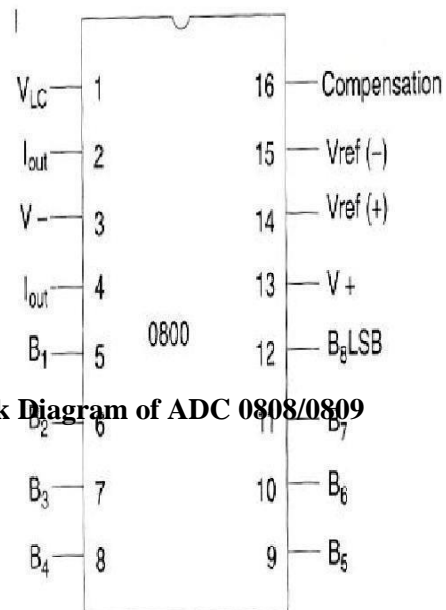 V_LC 1 16 Compensation
I_out 2 15 Vref (−)
V − 3 14 Vref (+)
I_out 4 13 V +
0800
B_1 5 12 B_8LSB
k Diagram of ADC 0808/0809
B_2 6 11 B_7
B_3 7 10 B_6
B_4 8 9 B_5